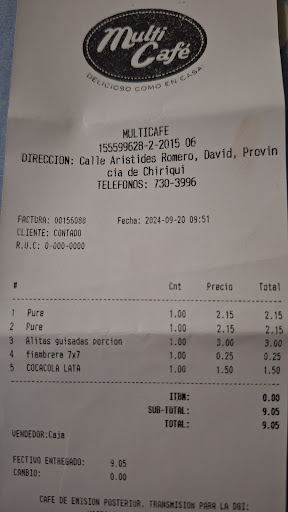 Multi
Café
DELICIOSO COMO EN CASA
MULTICAFE
155599628-2-2015 06
DIRECCION: Calle Aristides Romero, David, Provin
cia de Chiriqui
TELEFONOS: 730-3996
FACTURA: 00156088 Fecha: 2024-09-20 09:51
CLIENTE: CONTADO
R.U.C: 0-000-0000
# Cnt Precio Total
1 Pure 1.00 2.15 2.15
2 Pure 1.00 2.15 2.15
3 Alitas guisadas porcion 1.00 3.00 3.00
4 fiambrera 7x7 1.00 0.25 0.25
5 COCACOLA LATA 1.00 1.50 1.50
ITBM: 0.00
SUB-TOTAL: 9.05
TOTAL: 9.05
VENDEDOR:Caja
FECTIVO ENTREGADO: 9.05
CAMBIO: 0.00
CAFE DE EMISION POSTERIOR, TRANSMISION PARA LA DGI: